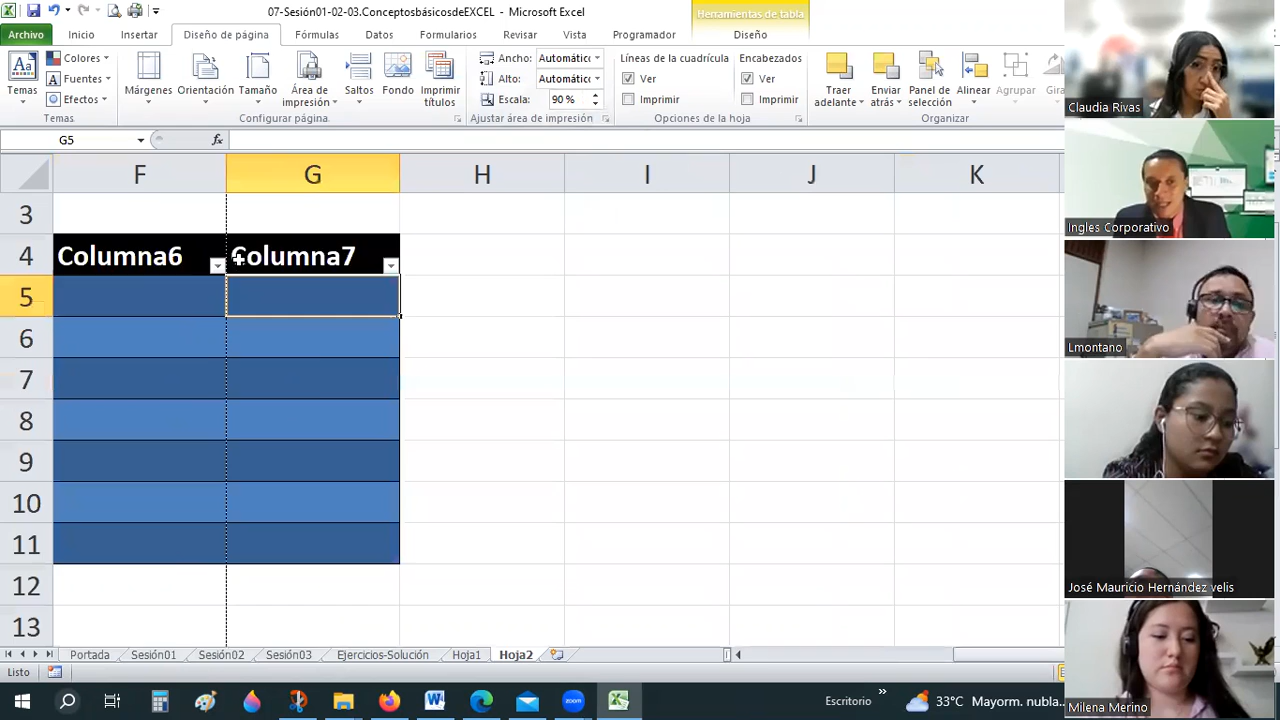 07-Sesión01-02-03.ConceptosbásicosdeEXCEL - Microsoft Excel
Herramientas de tabla
Archivo Inicio Insertar Diseño de página Fórmulas Datos Formularios Revisar Vista Programador Diseño
Temas
Colores
Fuentes
Efectos
Márgenes
Orientación
Tamaño
Área de impresión
Saltos
Fondo
Imprimir títulos
Ancho: Automátic
Alto: Automátic
Escala: 90 %
Líneas de la cuadrícula
Ver
Imprimir
Encabezados
Ver
Imprimir
Traer adelante
Enviar atrás
Panel de selección
Alinear
Agrupar
Gira
Temas
Configurar página
Ajustar área de impresión
Opciones de la hoja
Organizar
G5
fx
F G H I J K
3
4 Columna6 Columna7
5
6
7
8
9
10
11
12
13
Portada Sesión01 Sesión02 Sesión03 Ejercicios-Solución Hoja1 Hoja2
Listo
Escritorio
33°C Mayorm. nubla...
Claudia Rivas
Ingles Corporativo
Lmontano
José Mauricio Hernández velis
Milena Merino